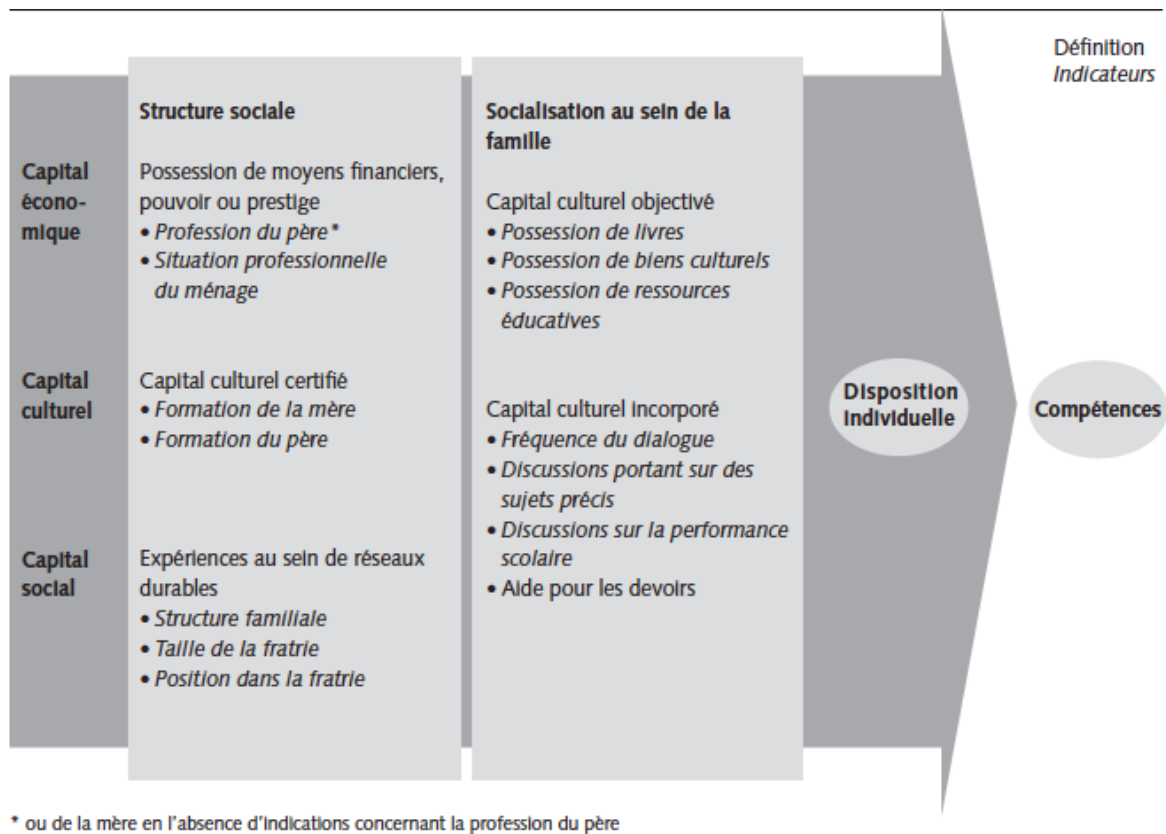 Définition
Indicateurs
Structure sociale
Socialisation au sein de la
famille
Capital
écono-
mique
Possession de moyens financiers,
pouvoir ou prestige
• Profession du père*
• Situation professionnelle
du ménage
Capital culturel objectivé
• Possession de livres
• Possession de biens culturels
• Possession de ressources
éducatives
Capital
culturel
Capital culturel certifié
• Formation de la mère
• Formation du père
Capital culturel incorporé
• Fréquence du dialogue
• Discussions portant sur des
sujets précis
• Discussions sur la performance
scolaire
• Aide pour les devoirs
Capital
social
Expériences au sein de réseaux
durables
• Structure familiale
• Taille de la fratrie
• Position dans la fratrie
Disposition
individuelle
Compétences
* ou de la mère en l'absence d'indications concernant la profession du père